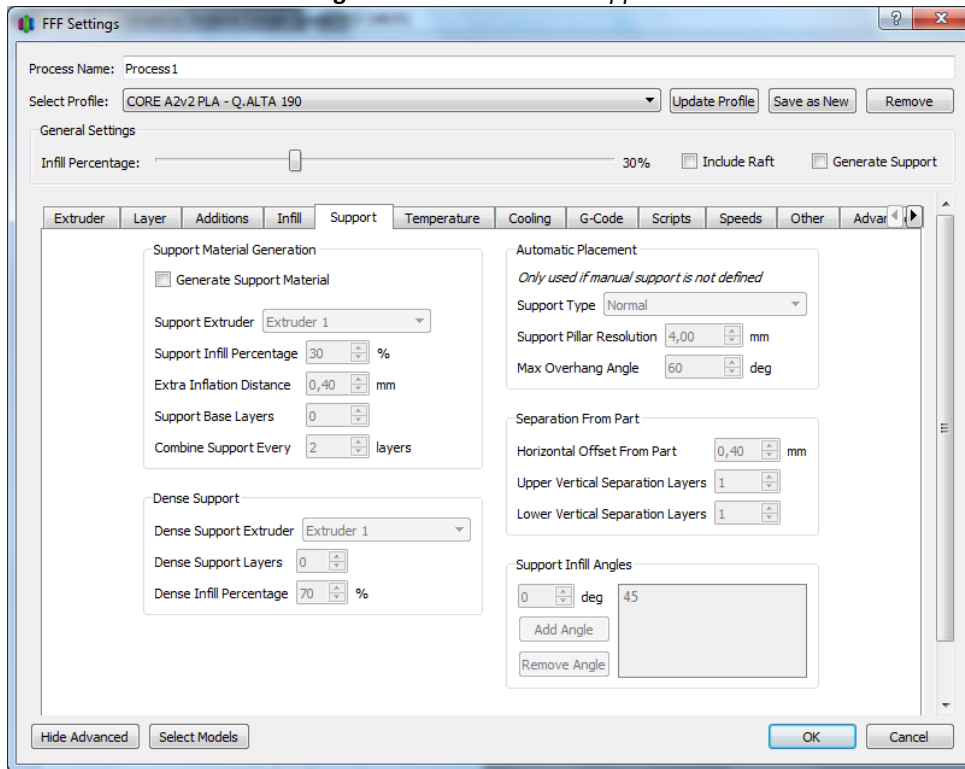 FFF Settings
Process Name: Process1
Select Profile: CORE A2v2 PLA - Q.ALTA 190 Update Profile Save as New Remove
General Settings
Infill Percentage: 30% Include Raft Generate Support
Extruder Layer Additions Infill Support Temperature Cooling G-Code Scripts Speeds Other
Support Material Generation
Generate Support Material
Support Extruder Extruder 1
Support Infill Percentage 30 %
Extra Inflation Distance 0,40 mm
Support Base Layers 0
Combine Support Every 2 layers
Dense Support
Dense Support Extruder Extruder 1
Dense Support Layers 0
Dense Infill Percentage 70 %
Automatic Placement
Only used if manual support is not defined
Support Type Normal
Support Pillar Resolution 4,00 mm
Max Overhang Angle 60 deg
Separation From Part
Horizontal Offset From Part 0,40 mm
Upper Vertical Separation Layers 1
Lower Vertical Separation Layers 1
Support Infill Angles
0 deg 45
Add Angle
Remove Angle
Hide Advanced Select Models OK Cancel